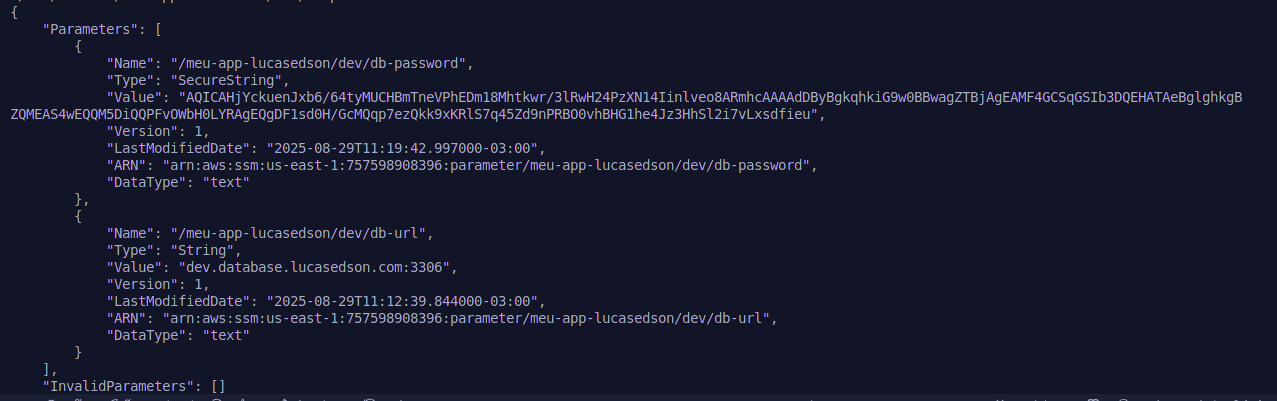 {
    "Parameters": [
        {
            "Name": "/meu-app-lucasedson/dev/db-password",
            "Type": "SecureString",
            "Value": "AQICAHjYckuenJxb6/64tyMUCHBmTneVPhEDm18Mhtkwr/3lRwH24PzXN14Iinlveo8ARmhcAAAAdDByBgkqhkiG9w0BBwagZTBjAgEAMF4GCSqGSIb3DQEHATAeBglghkgB
ZQMEAS4wEQQM5DiQQPFvOWbH0LYRAgEQgDF1sd0H/GcMQqp7ezQkk9xKRlS7q45Zd9nPRBO0vhBHG1he4Jz3HhSl2i7vLxsdfieu",
            "Version": 1,
            "LastModifiedDate": "2025-08-29T11:19:42.997000-03:00",
            "ARN": "arn:aws:ssm:us-east-1:757598908396:parameter/meu-app-lucasedson/dev/db-password",
            "DataType": "text"
        },
        {
            "Name": "/meu-app-lucasedson/dev/db-url",
            "Type": "String",
            "Value": "dev.database.lucasedson.com:3306",
            "Version": 1,
            "LastModifiedDate": "2025-08-29T11:12:39.844000-03:00",
            "ARN": "arn:aws:ssm:us-east-1:757598908396:parameter/meu-app-lucasedson/dev/db-url",
            "DataType": "text"
        }
    ],
    "InvalidParameters": []